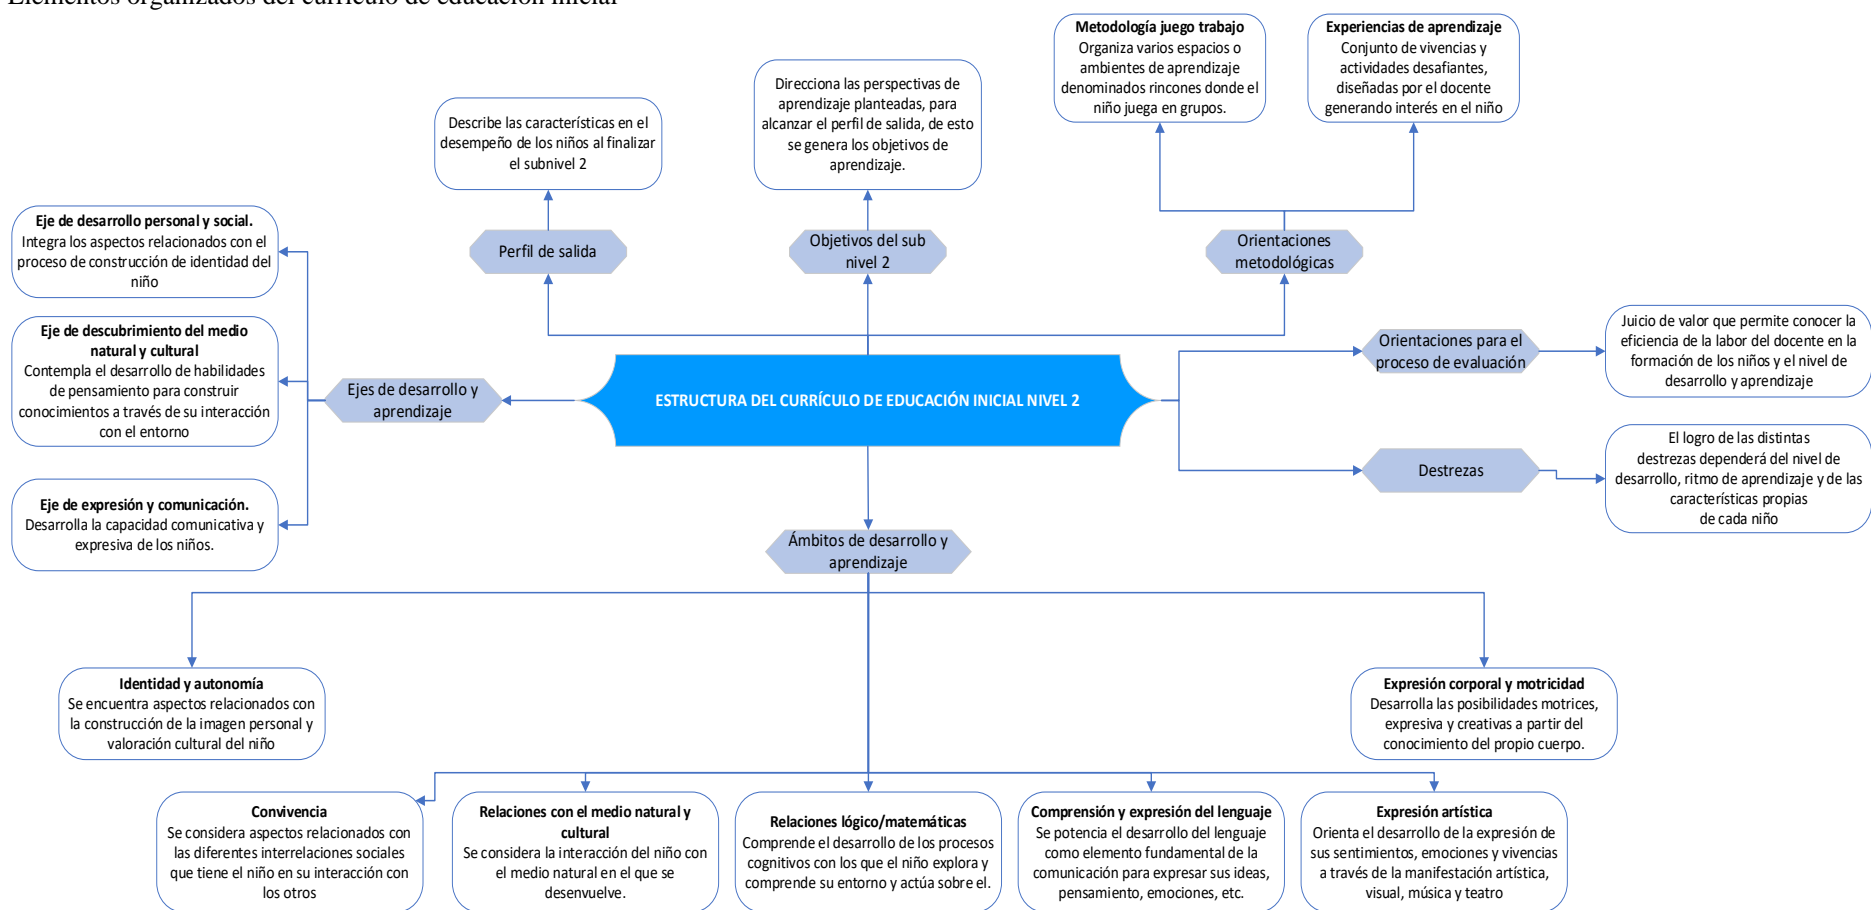 Elementos organizados del currículo de educación inicial
Metodología juego trabajo
Organiza varios espacios o
ambientes de aprendizaje
denominados rincones donde el
niño juega en grupos.
Experiencias de aprendizaje
Conjunto de vivencias y
actividades desafiantes,
diseñadas por el docente
generando interés en el niño
Direcciona las perspectivas de
aprendizaje planteadas, para
alcanzar el perfil de salida, de esto
se genera los objetivos de
aprendizaje.
Describe las características en el
desempeño de los niños al finalizar
el subnivel 2
Perfil de salida
Objetivos del sub
nivel 2
Orientaciones
metodológicas
Eje de desarrollo personal y social.
Integra los aspectos relacionados con el
proceso de construcción de identidad del
niño
Eje de descubrimiento del medio
natural y cultural
Contempla el desarrollo de habilidades
de pensamiento para construir
conocimientos a través de su interacción
con el entorno
Eje de expresión y comunicación.
Desarrolla la capacidad comunicativa y
expresiva de los niños.
Ejes de desarrollo y
aprendizaje
ESTRUCTURA DEL CURRÍCULO DE EDUCACIÓN INICIAL NIVEL 2
Orientaciones para el
proceso de evaluación
Juicio de valor que permite conocer la
eficiencia de la labor del docente en la
formación de los niños y el nivel de
desarrollo y aprendizaje
Destrezas
El logro de las distintas
destrezas dependerá del nivel de
desarrollo, ritmo de aprendizaje y de las
características propias
de cada niño
Ámbitos de desarrollo y
aprendizaje
Identidad y autonomía
Se encuentra aspectos relacionados con
la construcción de la imagen personal y
valoración cultural del niño
Expresión corporal y motricidad
Desarrolla las posibilidades motrices,
expresiva y creativas a partir del
conocimiento del propio cuerpo.
Convivencia
Se considera aspectos relacionados con
las diferentes interrelaciones sociales
que tiene el niño en su interacción con
los otros
Relaciones con el medio natural y
cultural
Se considera la interacción del niño con
el medio natural en el que se
desenvuelve.
Relaciones lógico/matemáticas
Comprende el desarrollo de los procesos
cognitivos con los que el niño explora y
comprende su entorno y actúa sobre el.
Comprensión y expresión del lenguaje
Se potencia el desarrollo del lenguaje
como elemento fundamental de la
comunicación para expresar sus ideas,
pensamiento, emociones, etc.
Expresión artística
Orienta el desarrollo de la expresión de
sus sentimientos, emociones y vivencias
a través de la manifestación artística,
visual, música y teatro